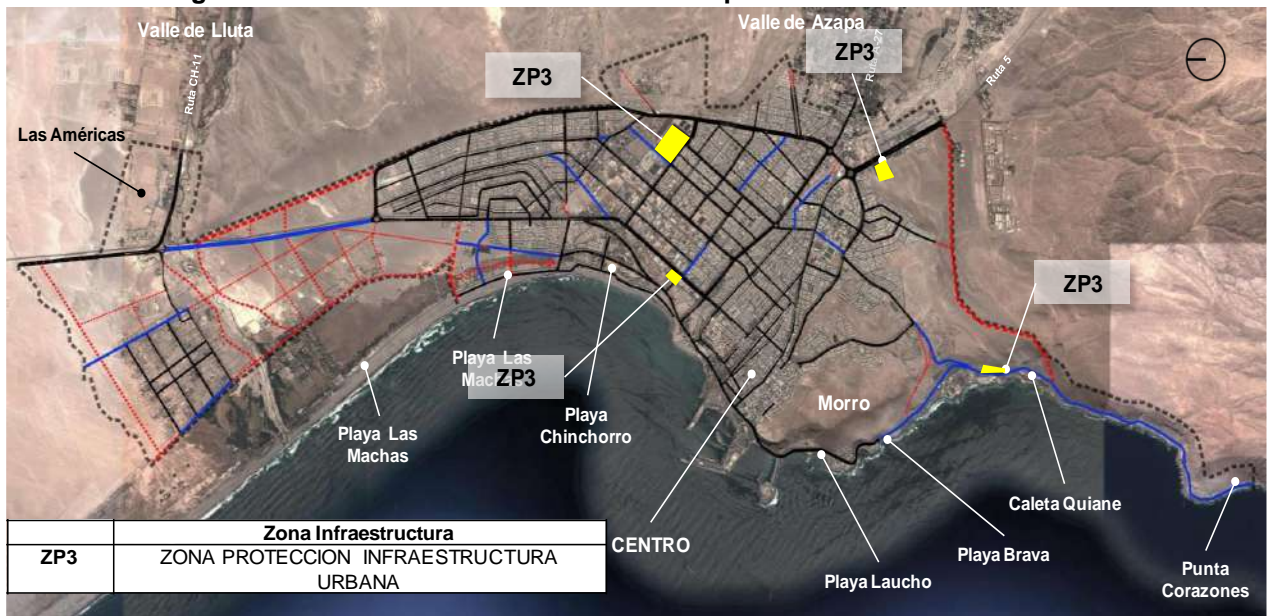 Valle de Lluta
Valle de Azapa
Ruta CH-11
Ruta 5
ZP3
ZP3
Las Américas
ZP3
Playa Las
ZP3
Playa Las
Machas
Playa
Chinchorro
Morro
Caleta Quiane
CENTRO
Playa Brava
Playa Laucho
Punta
Corazones
Zona Infraestructura
ZP3 ZONA PROTECCION INFRAESTRUCTURA
URBANA